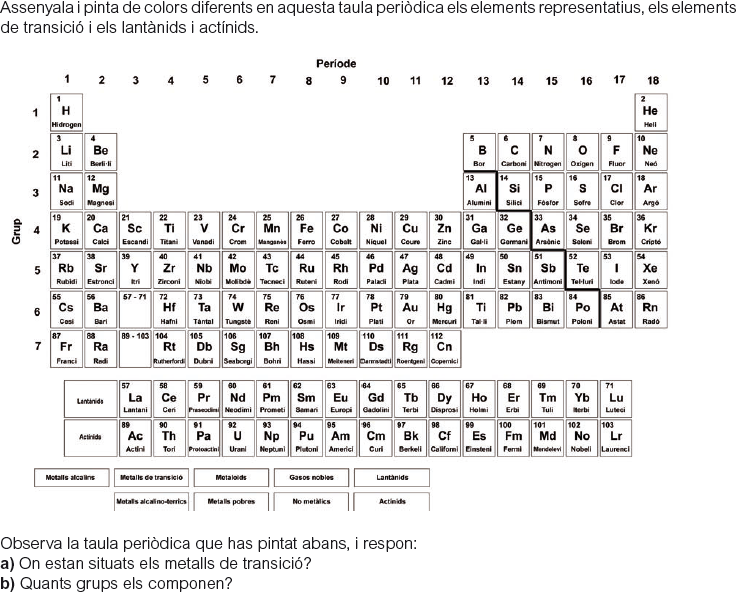 Assenyala i pinta de colors diferents en aquesta taula periòdica els elements representatius, els elements
de transició i els lantànids i actínids.
Període
1 2 3 4 5 6 7 8 9 10 11 12 13 14 15 16 17 18
Grup
1
1 2
H He
Hidrogen Heli
2
3 4 5 6 7 8 9 10
Li Be B C N O F Ne
Liti Beril·li Bor Carboni Nitrogen Oxigen Fluor Neó
3
11 12 13 14 15 16 17 18
Na Mg Al Si P S Cl Ar
Sodi Magnesi Alumini Silici Fòsfor Sofre Clor Argó
4
19 20 21 22 23 24 25 26 27 28 29 30 31 32 33 34 35 36
K Ca Sc Ti V Cr Mn Fe Co Ni Cu Zn Ga Ge As Se Br Kr
Potassi Calci Escandi Titani Vanadi Crom Manganès Ferro Cobalt Níquel Coure Zinc Gal·li Germani Arsènic Seleni Brom Criptó
5
37 38 39 40 41 42 43 44 45 46 47 48 49 50 51 52 53 54
Rb Sr Y Zr Nb Mo Tc Ru Rh Pd Ag Cd In Sn Sb Te I Xe
Rubidi Estronci Itri Zirconi Niobi Molibdè Tecneci Ruteni Rodi Paladi Plata Cadmi Indi Estany Antimoni Tel·luri Iode Xenó
6
55 56 57 - 71 72 73 74 75 76 77 78 79 80 81 82 83 84 85 86
Cs Ba Hf Ta W Re Os Ir Pt Au Hg Ti Pb Bi Po At Rn
Cesi Bari Hafni Tàntal Tungstè Reni Osmi Iridi Platí Or Mercuri Tal·li Plom Bismut Poloni Astat Radó
7
87 88 89 - 103 104 105 106 107 108 109 110 111 112
Fr Ra Rf Db Sg Bh Hs Mt Ds Rg Cn
Franci Radi Rutherfordi Dubni Seaborgi Bohri Hassi Meitneri Darmstadti Roentgeni Copernici
Lantànids
57 58 59 60 61 62 63 64 65 66 67 68 69 70 71
La Ce Pr Nd Pm Sm Eu Gd Tb Dy Ho Er Tm Yb Lu
Lantani Ceri Praseodimi Neodimi Prometi Samari Europi Gadolini Terbi Disprosi Holmi Erbi Tuli Iterbi Luteci
Actínids
89 90 91 92 93 94 95 96 97 98 99 100 101 102 103
Ac Th Pa U Np Pu Am Cm Bk Cf Es Fm Md No Lr
Actini Tori Protoactini Urani Neptuni Plutoni Americi Curi Berkeli Californi Einsteni Fermi Mendelevi Nobeli Laurenci
Metalls alcalins Metalls de transició Metal·loids Gasos nobles Lantànids
Metalls alcalino-terrics Metalls pobres No metàlics Actínids
Observa la taula periòdica que has pintat abans, i respon:
a) On estan situats els metalls de transició?
b) Quants grups els componen?